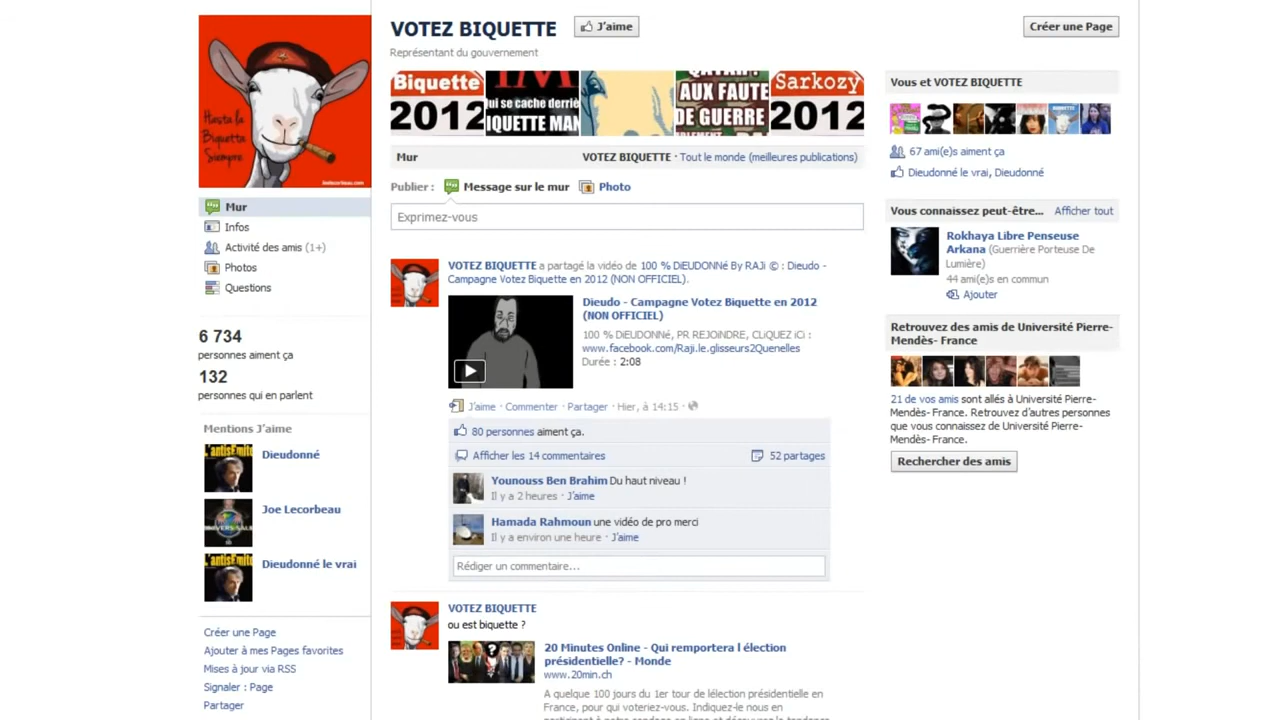 VOTEZ BIQUETTE
J'aime
Créer une Page
Représentant du gouvernement
Hasta la
Biquetta
Siempre
Biquette
2012
qui se cache derriè
IQUETTE MAN
AUX FAUTE
DE GUERRE
Sarkozy
2012
Mur
VOTEZ BIQUETTE · Tout le monde (meilleures publications)
Publier :
Message sur le mur
Photo
Exprimez-vous
Mur
Infos
Activité des amis (1+)
Photos
Questions
6 734
personnes aiment ça
132
personnes qui en parlent
Mentions J'aime
Dieudonné
Joe Lecorbeau
Dieudonné le vrai
Créer une Page
Ajouter à mes Pages favorites
Mises à jour via RSS
Signaler : Page
Partager
VOTEZ BIQUETTE a partagé la vidéo de 100 % DiEUDONNé By RAJi © : Dieudo -
Campagne Votez Biquette en 2012 (NON OFFICIEL).
Dieudo - Campagne Votez Biquette en 2012
(NON OFFICIEL)
100 % DiEUDONNé, PR REJOiNDRE, CLiQUEZ iCi :
www.facebook.com/Raji.le.glisseurs2Quenelles
Durée : 2:08
J'aime · Commenter · Partager · Hier, à 14:15 ·
80 personnes aiment ça.
Afficher les 14 commentaires
52 partages
Younouss Ben Brahim Du haut niveau !
Il y a 2 heures · J'aime
Hamada Rahmoun une vidéo de pro merci
Il y a environ une heure · J'aime
Rédiger un commentaire...
VOTEZ BIQUETTE
ou est biquette ?
20 Minutes Online - Qui remportera l élection
présidentielle? - Monde
www.20min.ch
A quelque 100 jours du 1er tour de lélection présidentielle en
France, pour qui voteriez-vous. Indiquez-le nous en
Vous et VOTEZ BIQUETTE
67 ami(e)s aiment ça
Dieudonné le vrai, Dieudonné
Vous connaissez peut-être...
Afficher tout
Rokhaya Libre Penseuse
Arkana (Guerrière Porteuse De
Lumière)
44 ami(e)s en commun
Ajouter
Retrouvez des amis de Université Pierre-
Mendès- France
21 de vos amis sont allés à Université Pierre-
Mendès- France. Retrouvez d'autres personnes
que vous connaissez de Université Pierre-
Mendès- France.
Rechercher des amis